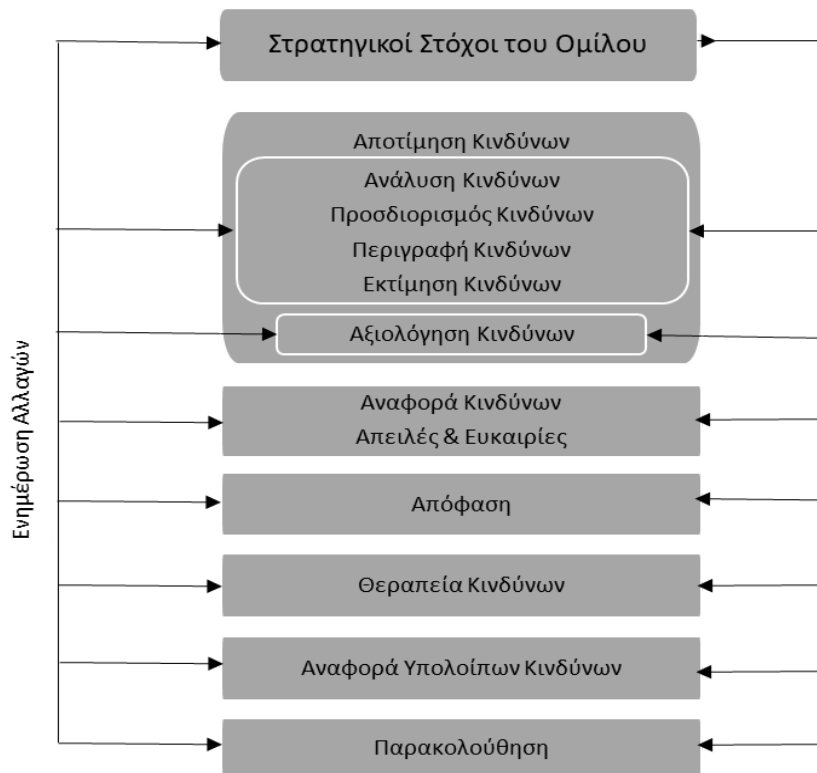 Στρατηγικοί Στόχοι του Ομίλου
Αποτίμηση Κινδύνων
Ανάλυση Κινδύνων
Προσδιορισμός Κινδύνων
Περιγραφή Κινδύνων
Εκτίμηση Κινδύνων
Αξιολόγηση Κινδύνων
Αναφορά Κινδύνων
Απειλές & Ευκαιρίες
Απόφαση
Θεραπεία Κινδύνων
Αναφορά Υπολοίπων Κινδύνων
Παρακολούθηση
Ενημέρωση Αλλαγών